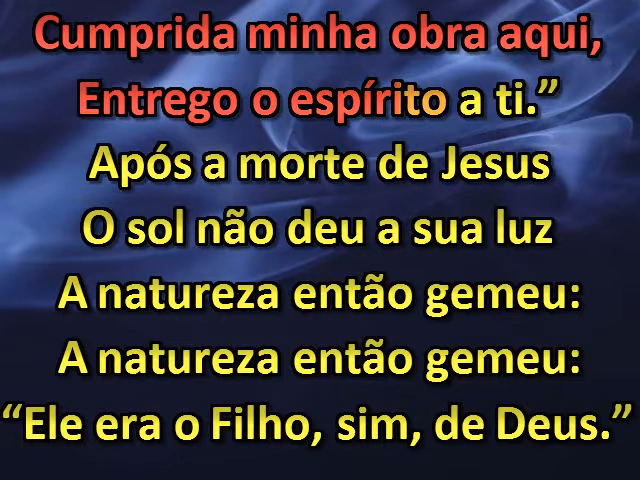 Cumprida minha obra aqui,
Entrego o espírito a ti.”
Após a morte de Jesus
O sol não deu a sua luz
A natureza então gemeu:
A natureza então gemeu:
“Ele era o Filho, sim, de Deus.”